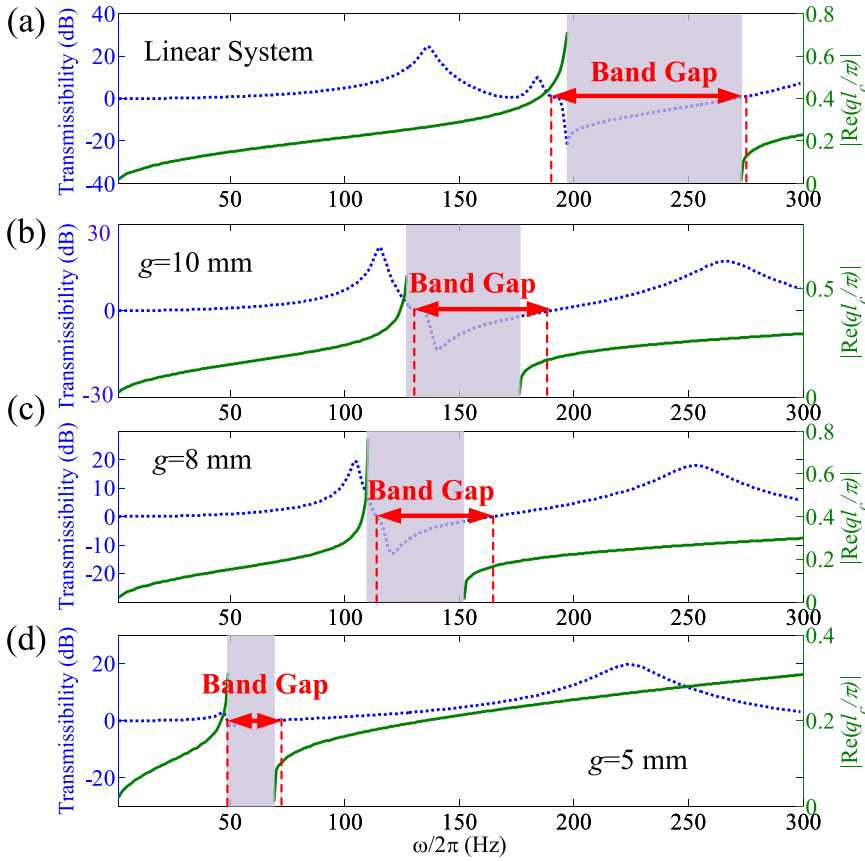 (a)
Transmissibility (dB)
40
20
0
-20
-40
Linear System
Band Gap
0.8
0.6
0.4
0.2
0
|Re(ql_c/π)|
50 100 150 200 250 300
(b)
Transmissibility (dB)
30
0
-30
g=10 mm
Band Gap
0.5
0
|Re(ql_c/π)|
50 100 150 200 250 300
(c)
Transmissibility (dB)
20
10
0
-10
-20
g=8 mm
Band Gap
0.8
0.6
0.4
0.2
0
|Re(ql_c/π)|
50 100 150 200 250 300
(d)
Transmissibility (dB)
20
0
-20
Band Gap
g=5 mm
0.4
0.2
0
|Re(ql_c/π)|
50 100 150 200 250 300
ω/2π (Hz)